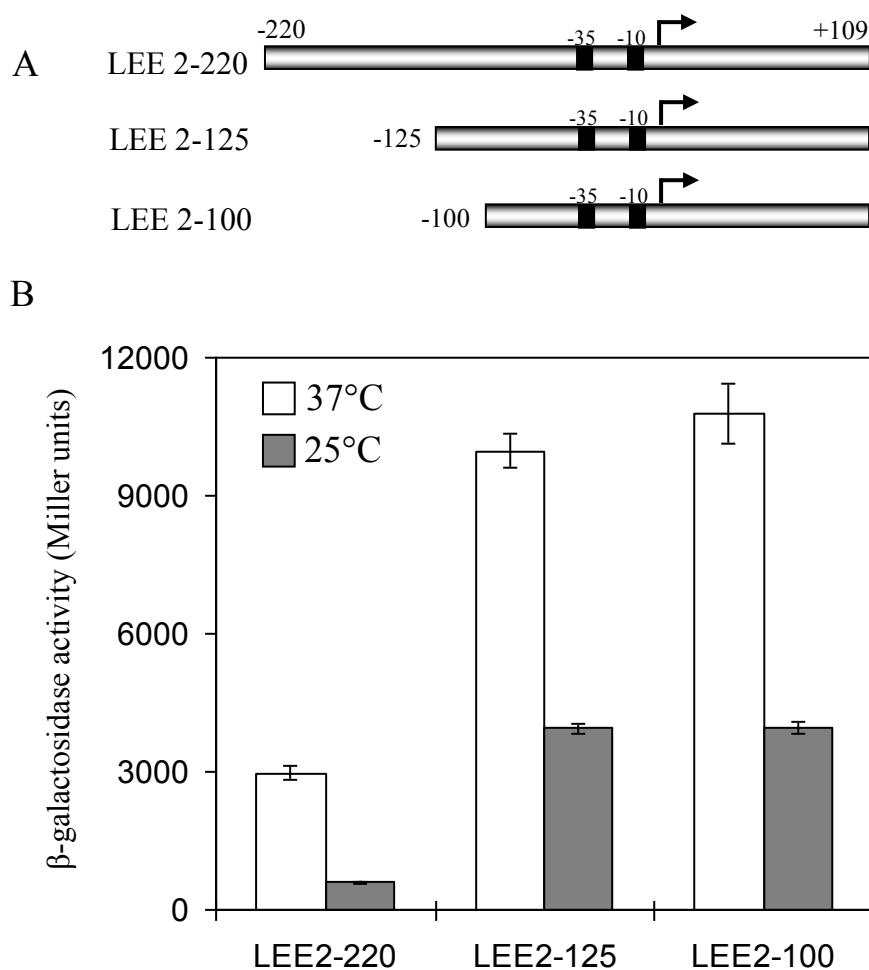 A
-220
-35
-10
+109
LEE 2-220
-35
-10
-125
LEE 2-125
-35
-10
-100
LEE 2-100
B
β-galactosidase activity (Miller units)
12000
9000
6000
3000
0
37°C
25°C
LEE2-220
LEE2-125
LEE2-100